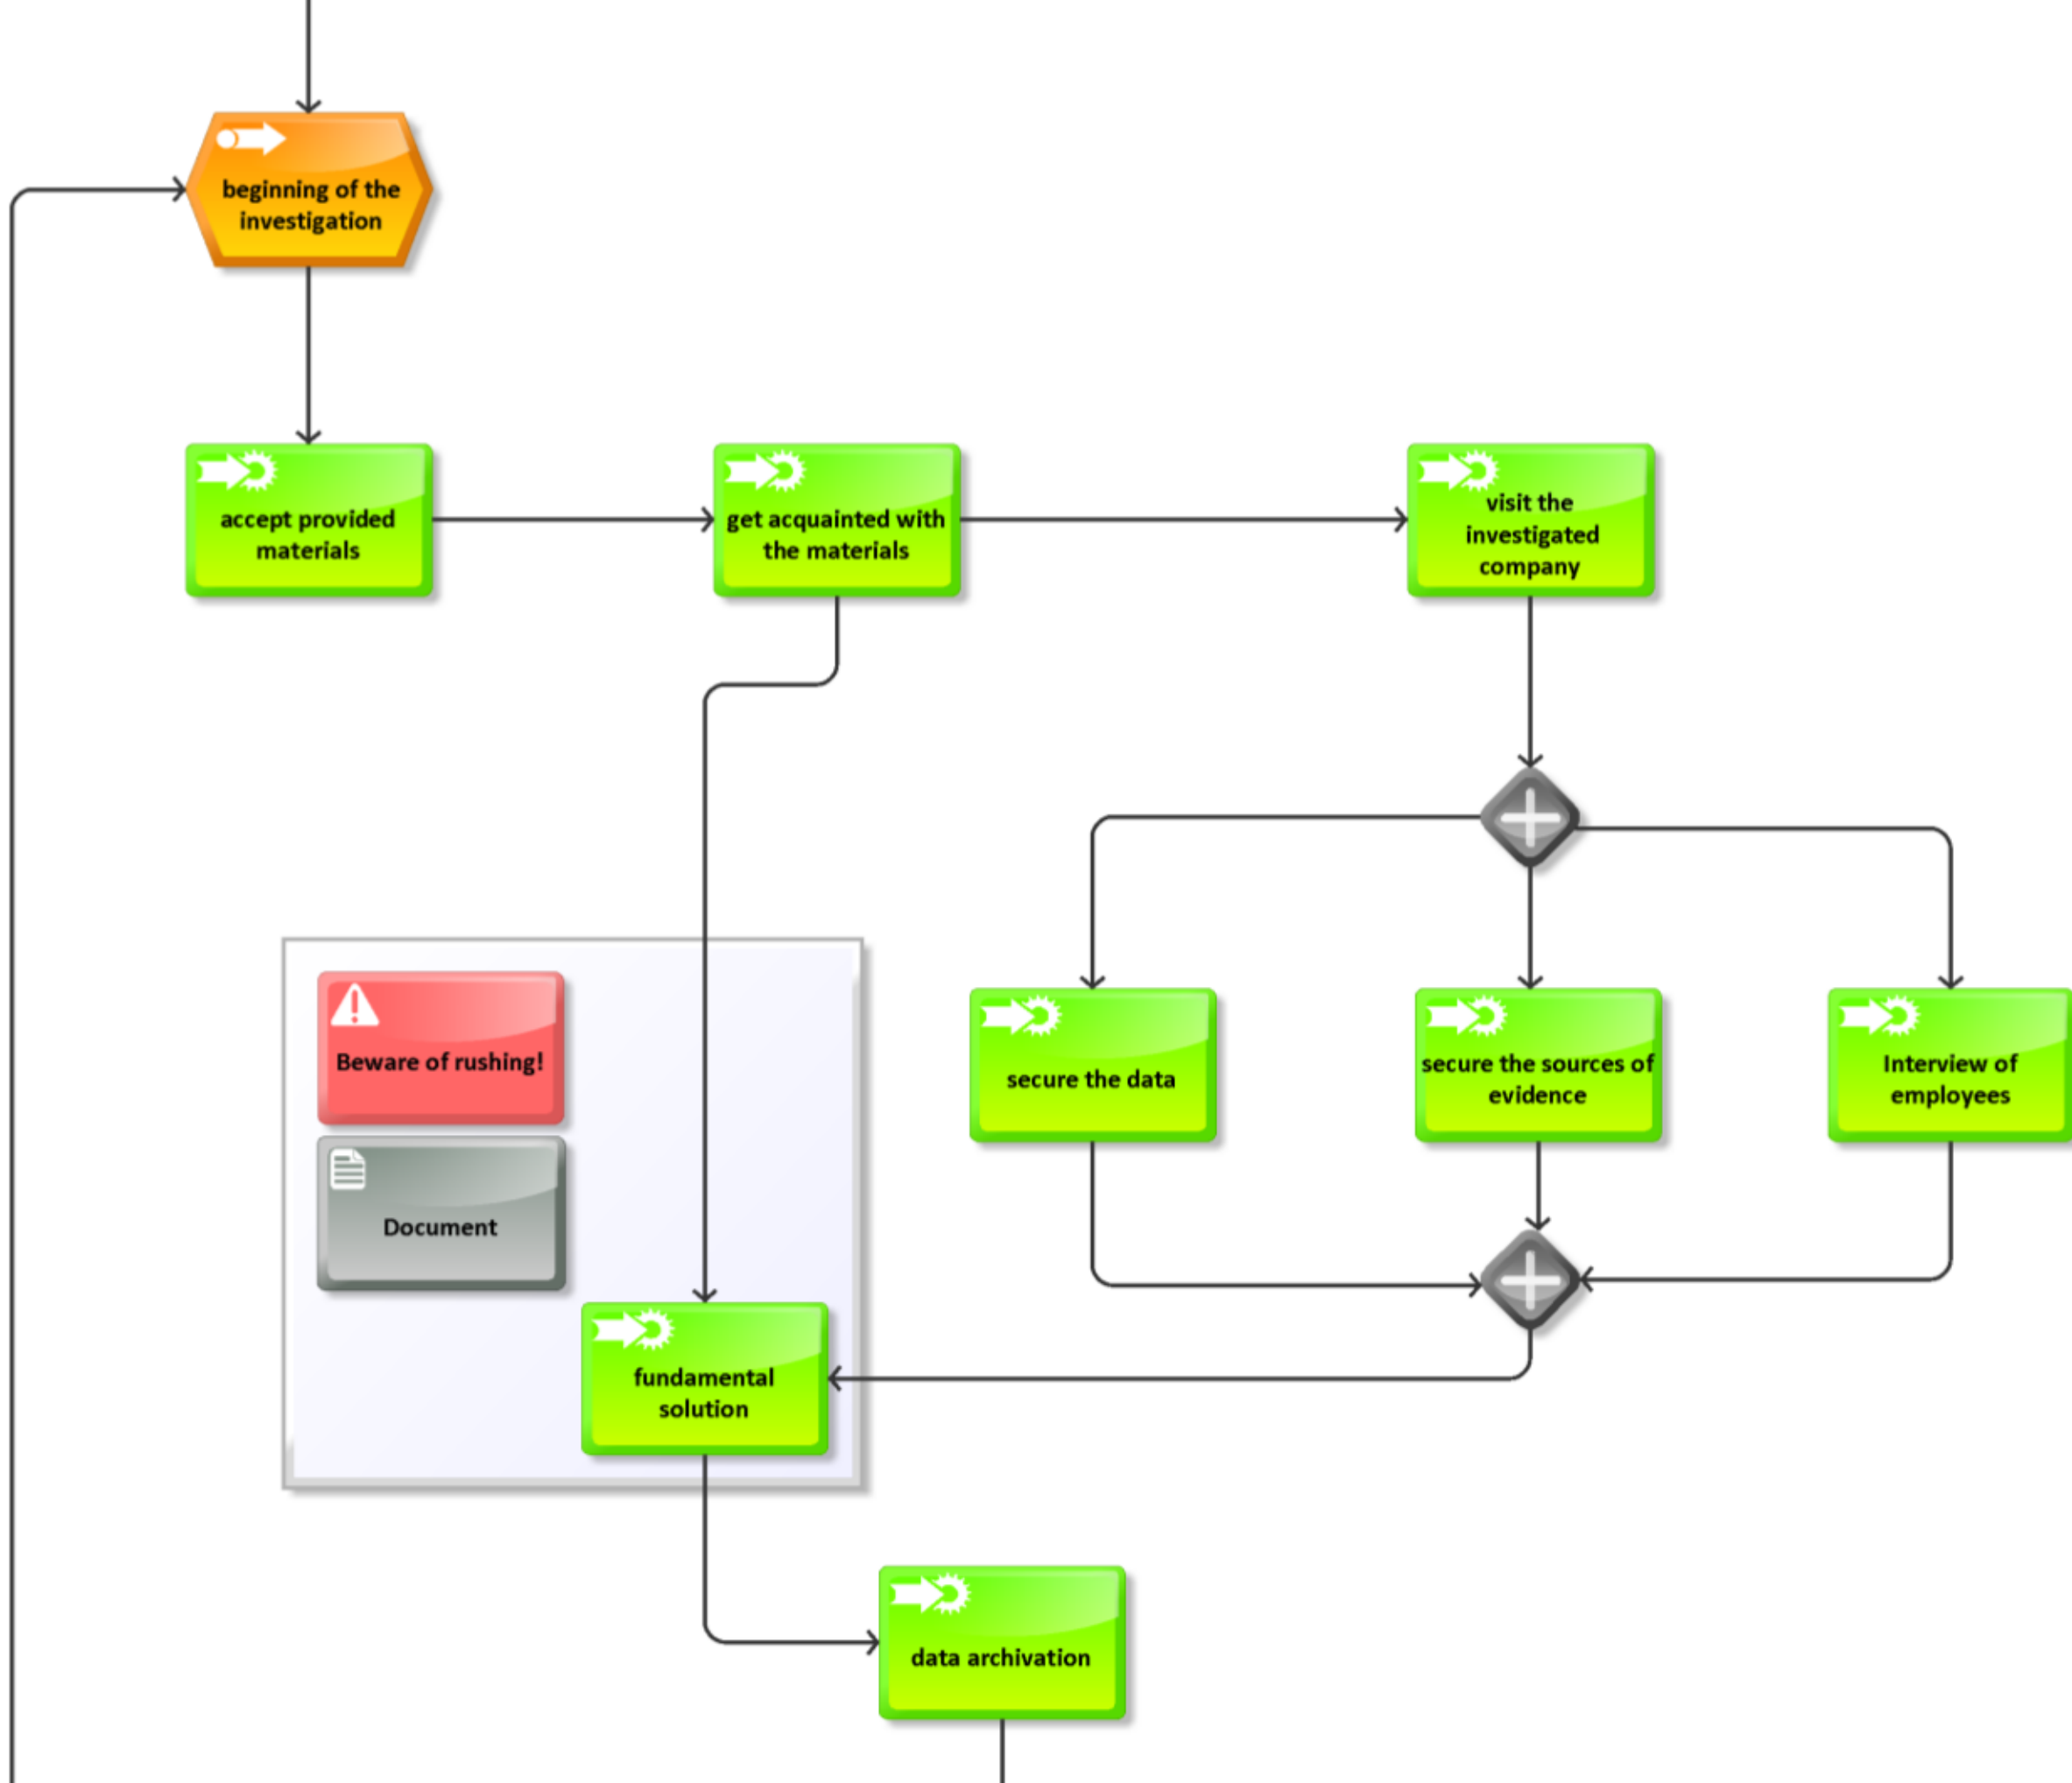 beginning of the
investigation
accept provided
materials
get acquainted with
the materials
visit the
investigated
company
Beware of rushing!
Document
secure the data
secure the sources of
evidence
Interview of
employees
fundamental
solution
data archivation